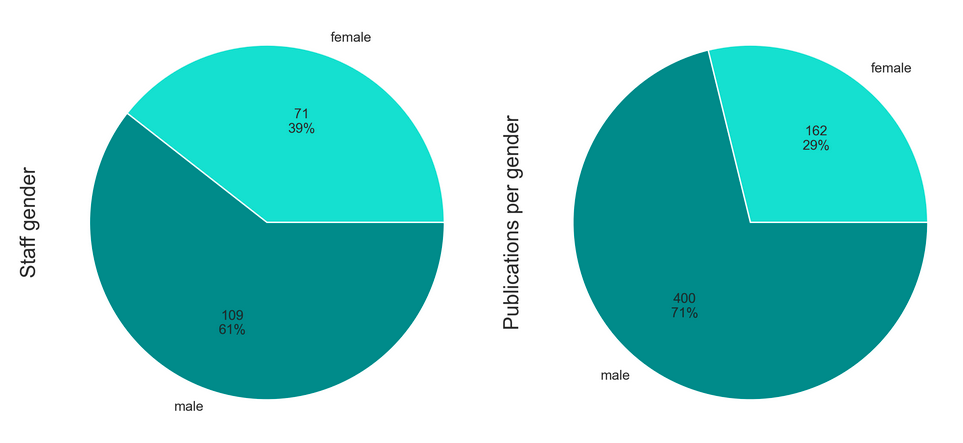 Staff gender
female
71
39%
109
61%
male
Publications per gender
female
162
29%
400
71%
male